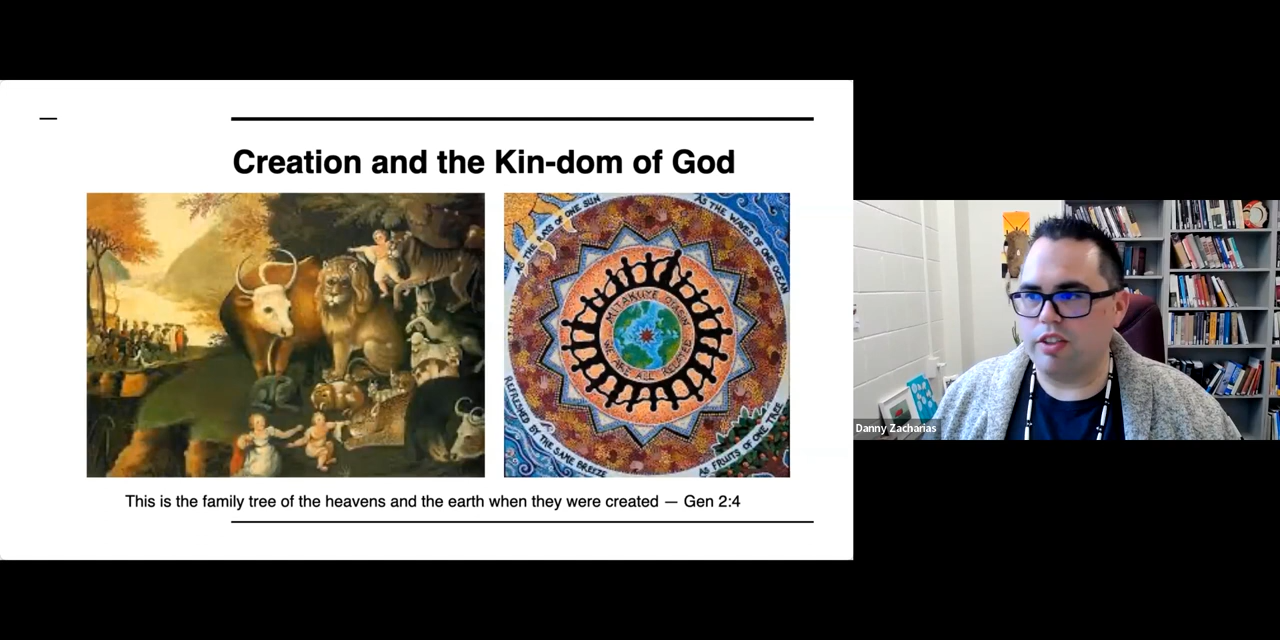 Creation and the Kin-dom of God
AS THE RAYS OF ONE SUN
AS THE WAVES OF ONE OCEAN
MITAKUYE OYASIN
WE ARE ALL RELATED
REFRESHED BY THE SAME BREEZE
AS FRUITS OF ONE TREE
This is the family tree of the heavens and the earth when they were created — Gen 2:4
Danny Zacharias